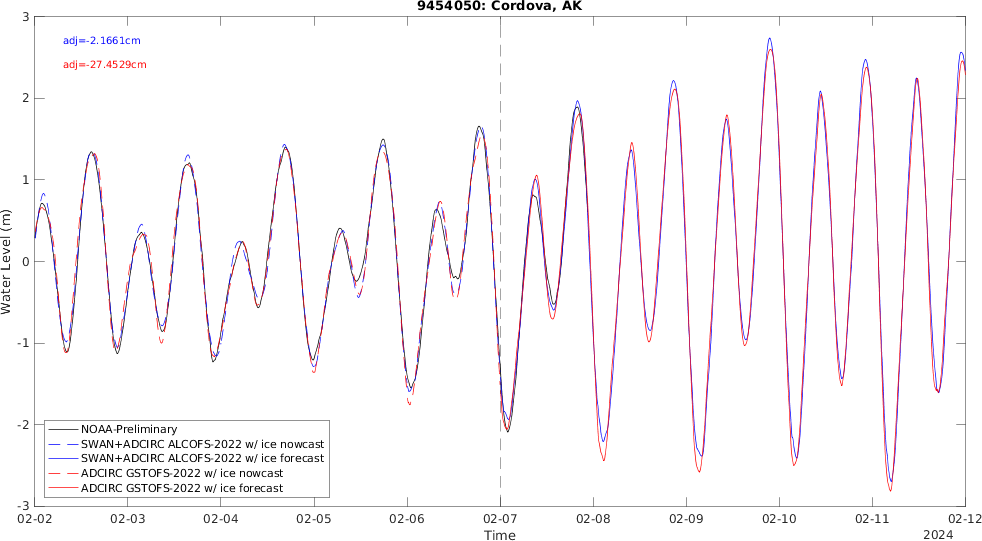 9454050: Cordova, AK
adj=-2.1661cm
adj=-27.4529cm
3
2
1
0
-1
-2
-3
Water Level (m)
NOAA-Preliminary
SWAN+ADCIRC ALCOFS-2022 w/ ice nowcast
SWAN+ADCIRC ALCOFS-2022 w/ ice forecast
ADCIRC GSTOFS-2022 w/ ice nowcast
ADCIRC GSTOFS-2022 w/ ice forecast
02-02 02-03 02-04 02-05 02-06 02-07 02-08 02-09 02-10 02-11 02-12
Time
2024